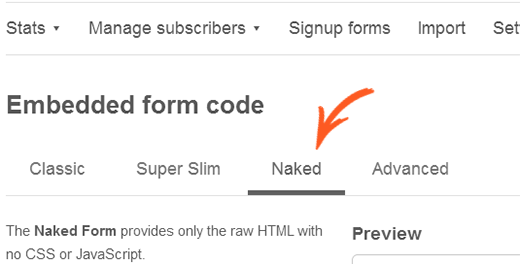 Stats Manage subscribers Signup forms Import Set
Embedded form code
Classic Super Slim Naked Advanced
The Naked Form provides only the raw HTML with
no CSS or JavaScript.
Preview